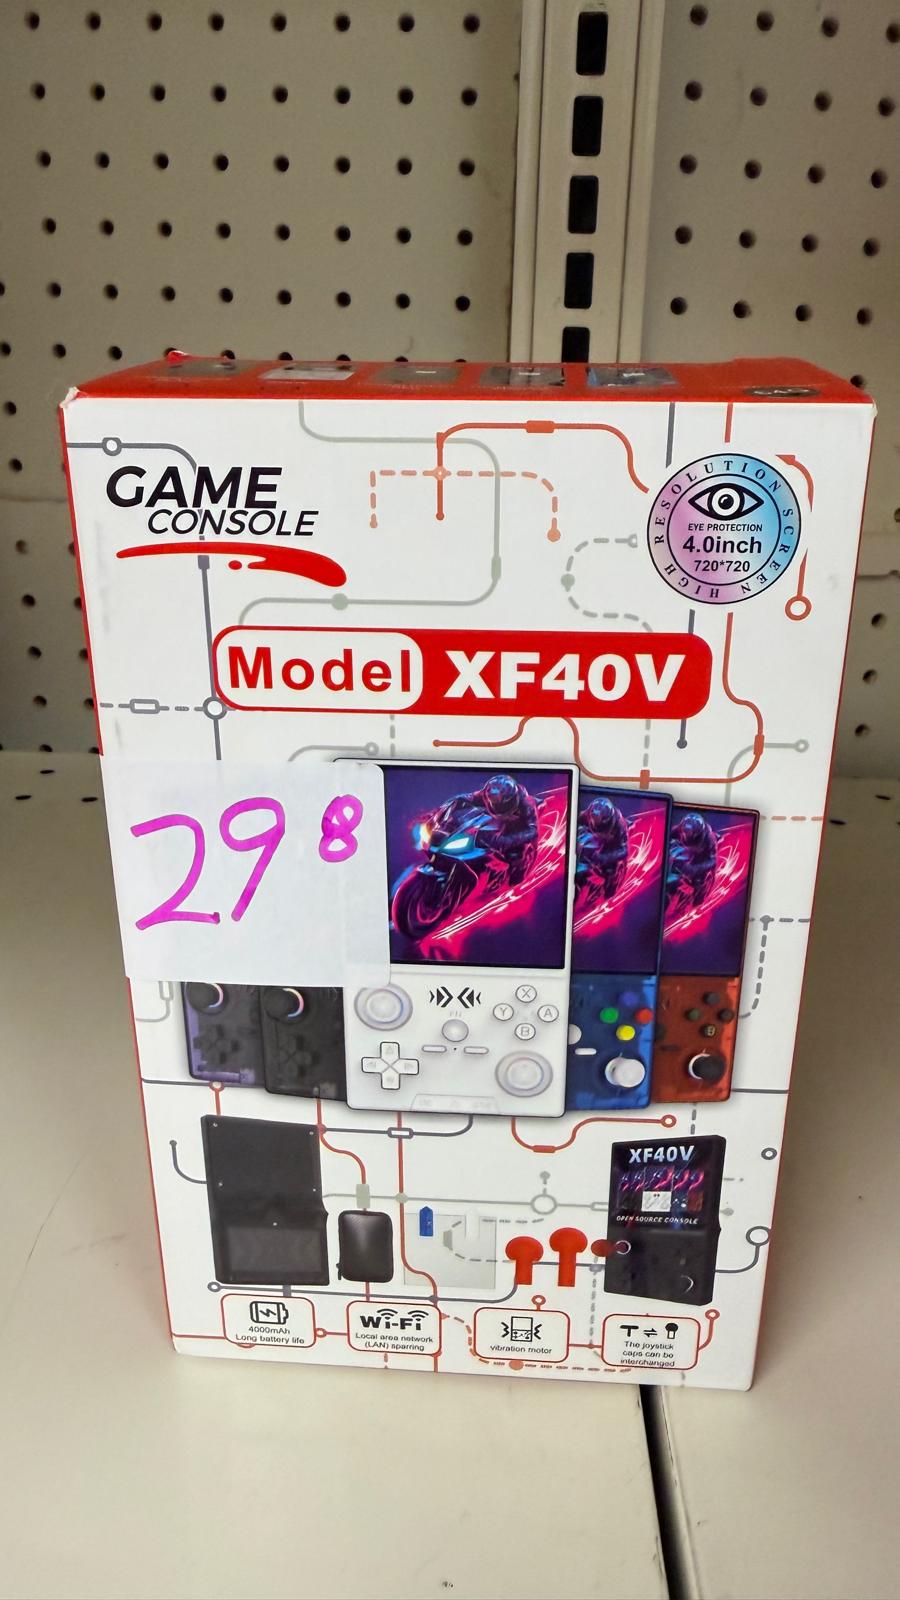 GAME
CONSOLE
HIGH RESOLUTION SCREEN
EYE PROTECTION
4.0inch
720*720
Model XF40V
29 8
FN
X
Y
A
B
B
XF40V
OPEN SOURCE CONSOLE
4000mAh
Long battery life
Wi-Fi
Local area network
(LAN) sparring
vibration motor
The joystick
caps can be
interchanged